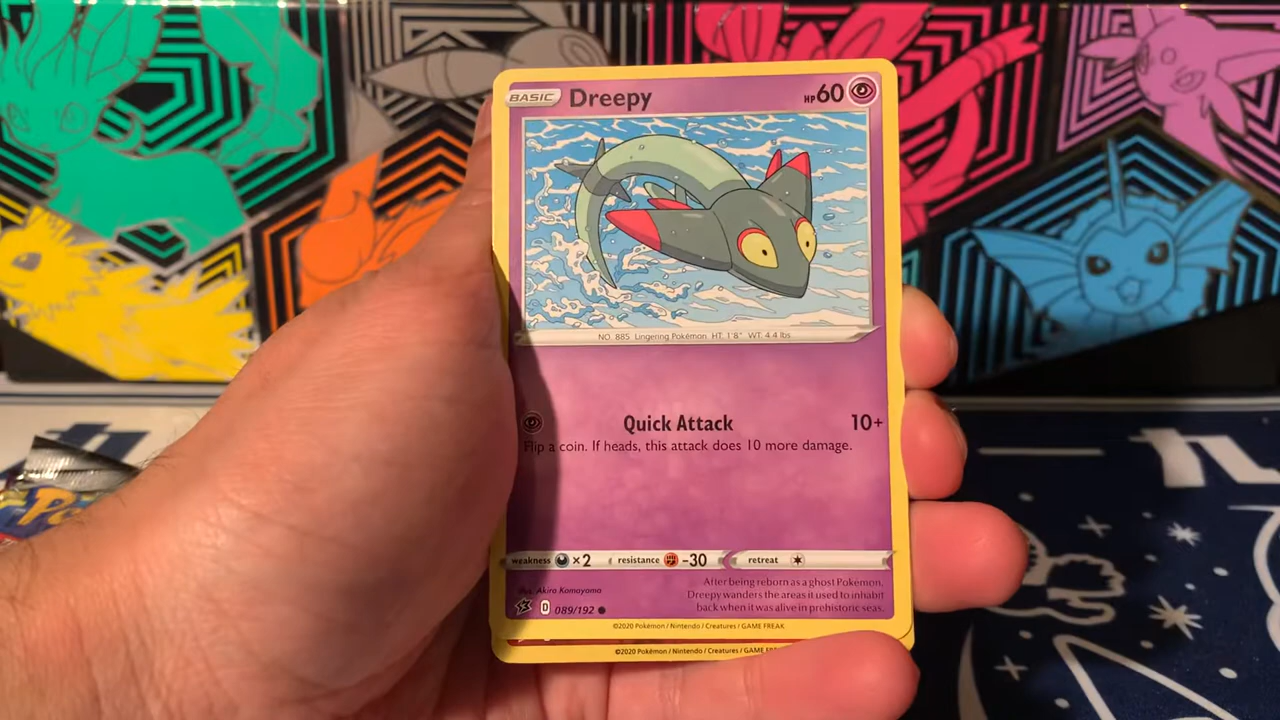 BASIC Dreepy HP 60
NO. 885 Lingering Pokémon HT: 1'8" WT: 4.4 lbs
Quick Attack 10+
Flip a coin. If heads, this attack does 10 more damage.
weakness ×2 resistance -30 retreat
Illus. Akira Komayama
After being reborn as a ghost Pokémon,
Dreepy wanders the areas it used to inhabit
back when it was alive in prehistoric seas.
D 089/192
©2020 Pokémon / Nintendo / Creatures / GAME FREAK
©2020 Pokémon / Nintendo / Creatures / GAME